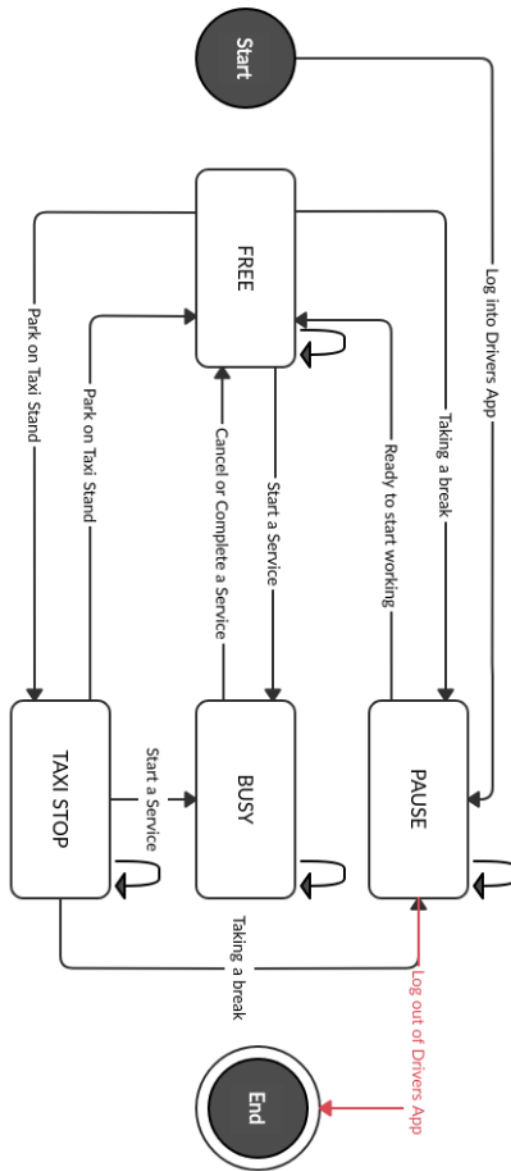 Log into Drivers App
Taking a break
PAUSE
Log out of Drivers App
Ready to start working
Start a Service
Start
FREE
BUSY
End
Taking a break
Cancel or Complete a Service
Start a Service
Park on Taxi Stand
TAXI STOP
Park on Taxi Stand